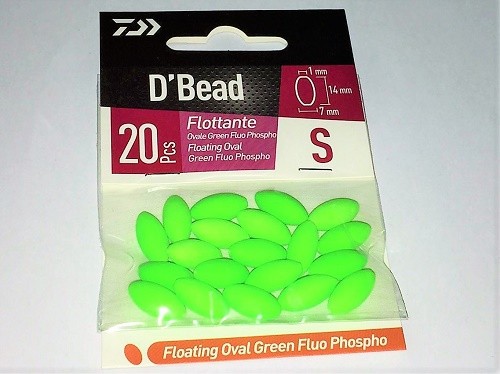 D'Bead
1 mm
14 mm
7 mm
20 Pcs
Flottante
Ovale Green Fluo Phospho
Floating Oval
Green Fluo Phospho
S
Floating Oval Green Fluo Phospho